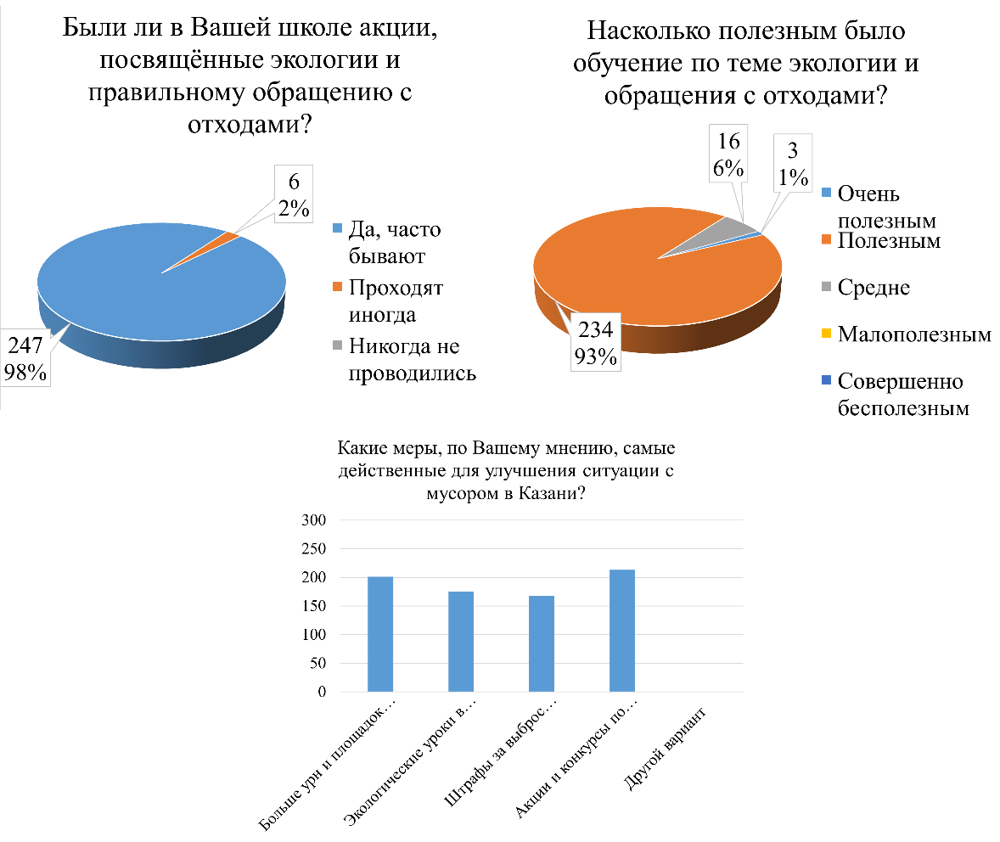 Были ли в Вашей школе акции,
посвящённые экологии и
правильному обращению с
отходами?
6
2%
247
98%
Да, часто
бывают
Проходят
иногда
Никогда не
проводились
Насколько полезным было
обучение по теме экологии и
обращения с отходами?
16
6%
3
1%
234
93%
Очень
полезным
Полезным
Средне
Малополезным
Совершенно
бесполезным
Какие меры, по Вашему мнению, самые
действенные для улучшения ситуации с
мусором в Казани?
300
250
200
150
100
50
0
Больше урн и площадок…
Экологические уроки в…
Штрафы за выброс…
Акции и конкурсы по…
Другой вариант